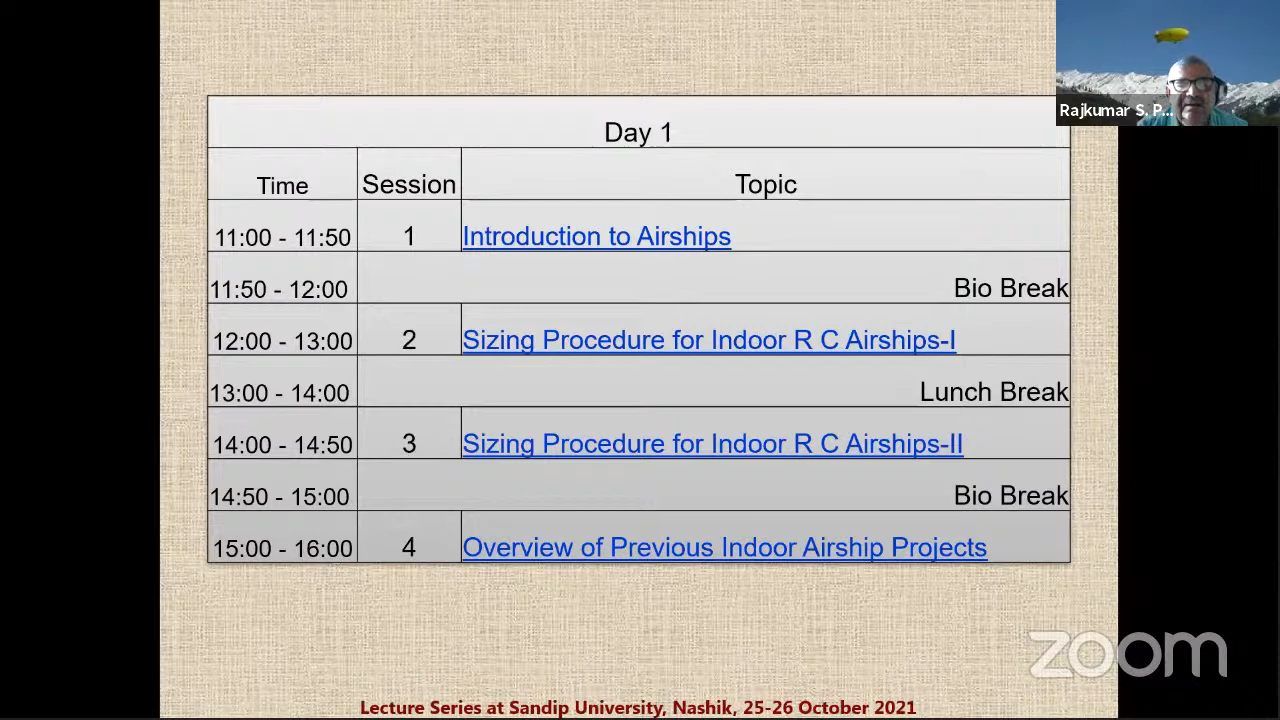 Day 1
Time Session Topic
11:00 - 11:50 1 Introduction to Airships
11:50 - 12:00 Bio Break
12:00 - 13:00 2 Sizing Procedure for Indoor R C Airships-I
13:00 - 14:00 Lunch Break
14:00 - 14:50 3 Sizing Procedure for Indoor R C Airships-II
14:50 - 15:00 Bio Break
15:00 - 16:00 4 Overview of Previous Indoor Airship Projects
Rajkumar S. P...
zoom
Lecture Series at Sandip University, Nashik, 25-26 October 2021